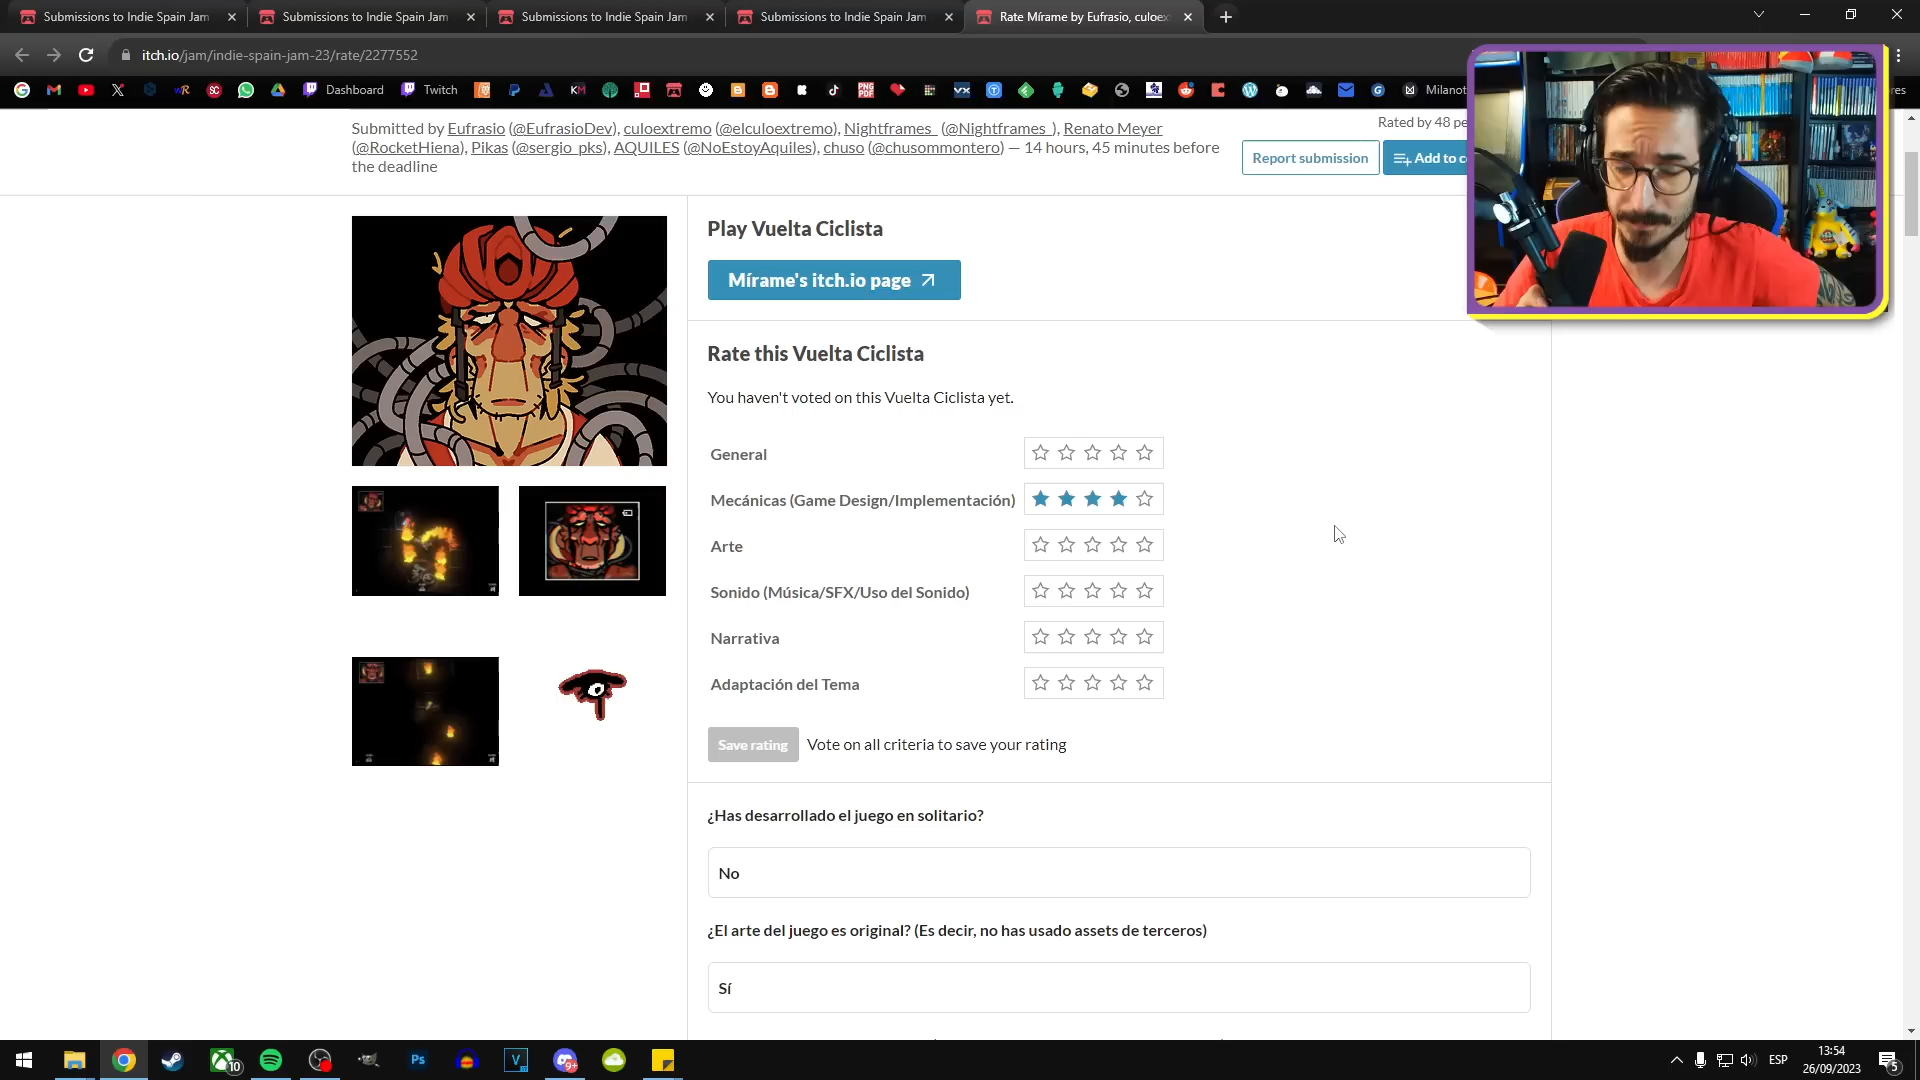 Submissions to Indie Spain Jam
Submissions to Indie Spain Jam
Submissions to Indie Spain Jam
Submissions to Indie Spain Jam
Rate Mírame by Eufrasio, culoex
itch.io/jam/indie-spain-jam-23/rate/2277552
Dashboard
Twitch
Milanot
Submitted by Eufrasio (@EufrasioDev), culoextremo (@elculoextremo), Nightframes_ (@Nightframes_), Renato Meyer
(@RocketHiena), Pikas (@sergio_pks), AQUILES (@NoEstoyAquiles), chuso (@chusommontero) — 14 hours, 45 minutes before
the deadline
Rated by 48 pe
Report submission
Add to c
Play Vuelta Ciclista
Mírame's itch.io page
Rate this Vuelta Ciclista
You haven't voted on this Vuelta Ciclista yet.
General
Mecánicas (Game Design/Implementación)
Arte
Sonido (Música/SFX/Uso del Sonido)
Narrativa
Adaptación del Tema
Save rating
Vote on all criteria to save your rating
¿Has desarrollado el juego en solitario?
No
¿El arte del juego es original? (Es decir, no has usado assets de terceros)
Sí
ESP
13:54
26/09/2023